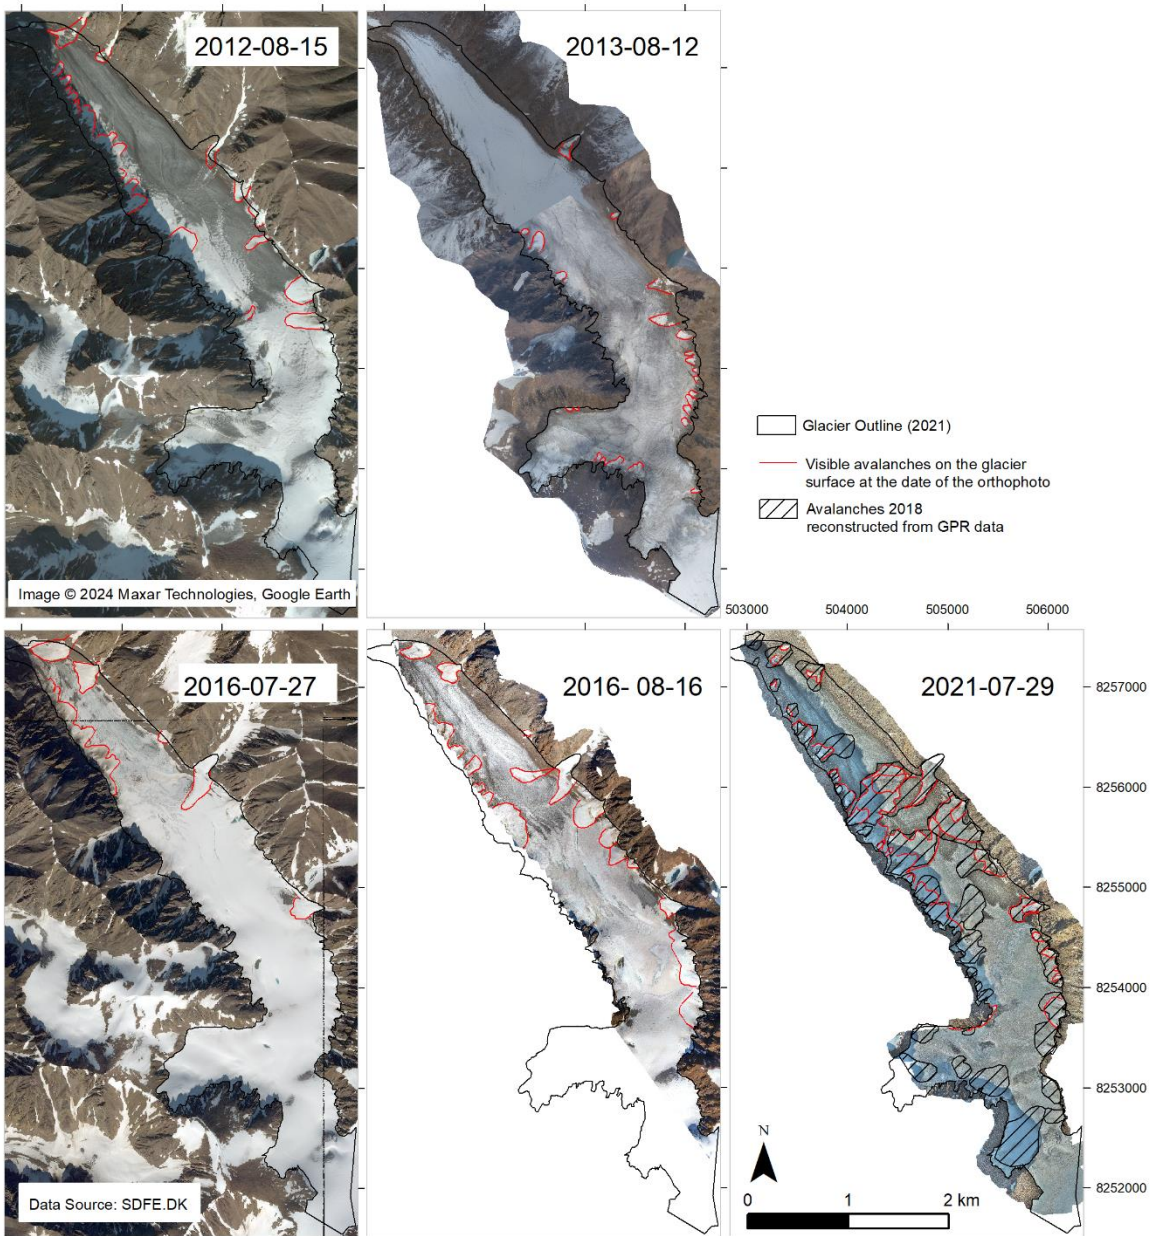 2012-08-15
2013-08-12
Image © 2024 Maxar Technologies, Google Earth
Glacier Outline (2021)
Visible avalanches on the glacier
surface at the date of the orthophoto
Avalanches 2018
reconstructed from GPR data
503000 504000 505000 506000
2016-07-27
2016- 08-16
2021-07-29
8257000
8256000
8255000
8254000
8253000
8252000
Data Source: SDFE.DK
N
0 1 2 km